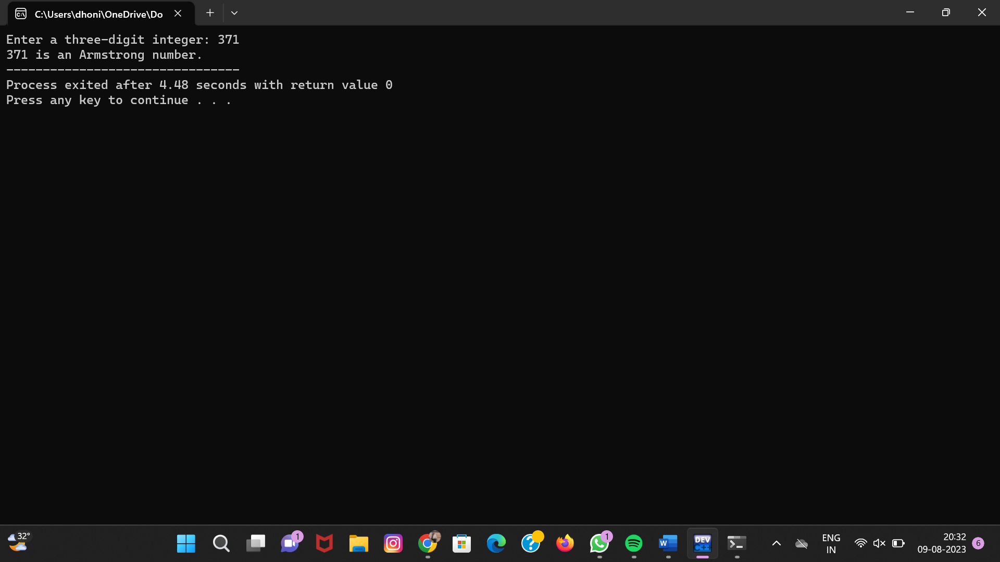 C:\Users\dhoni\OneDrive\Do
Enter a three-digit integer: 371
371 is an Armstrong number.
--------------------------------
Process exited after 4.48 seconds with return value 0
Press any key to continue . . .
32°
1
W
1
DEV
C++
ENG
IN
20:32
09-08-2023
6